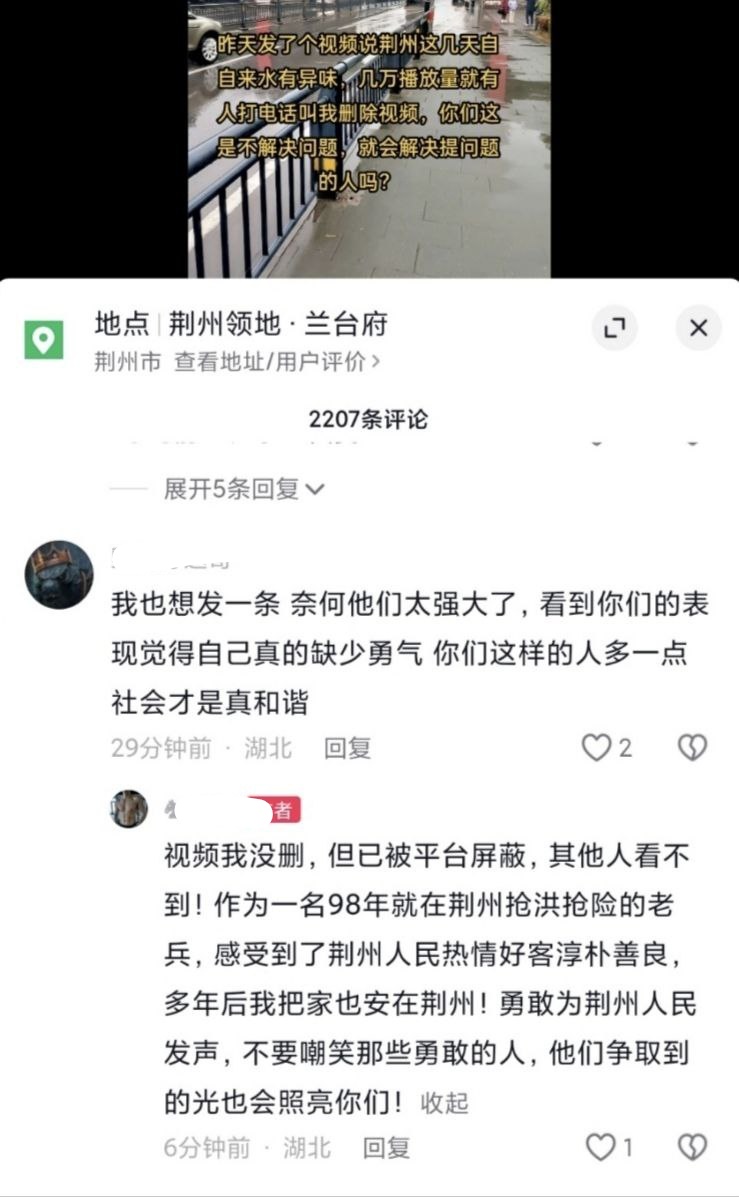 昨天发了个视频说荆州这几天自
自来水有异味，几万播放量就有
人打电话叫我删除视频，你们这
是不解决问题，就会解决提问题
的人吗？
地点 | 荆州领地 · 兰台府
荆州市 查看地址/用户评价 >
2207条评论
展开5条回复
我也想发一条 奈何他们太强大了，看到你们的表
现觉得自己真的缺少勇气 你们这样的人多一点
社会才是真和谐
29分钟前 · 湖北 回复 2
者
视频我没删，但已被平台屏蔽，其他人看不
到！作为一名98年就在荆州抢洪抢险的老
兵，感受到了荆州人民热情好客淳朴善良，
多年后我把家也安在荆州！勇敢为荆州人民
发声，不要嘲笑那些勇敢的人，他们争取到
的光也会照亮你们！ 收起
6分钟前 · 湖北 回复 1